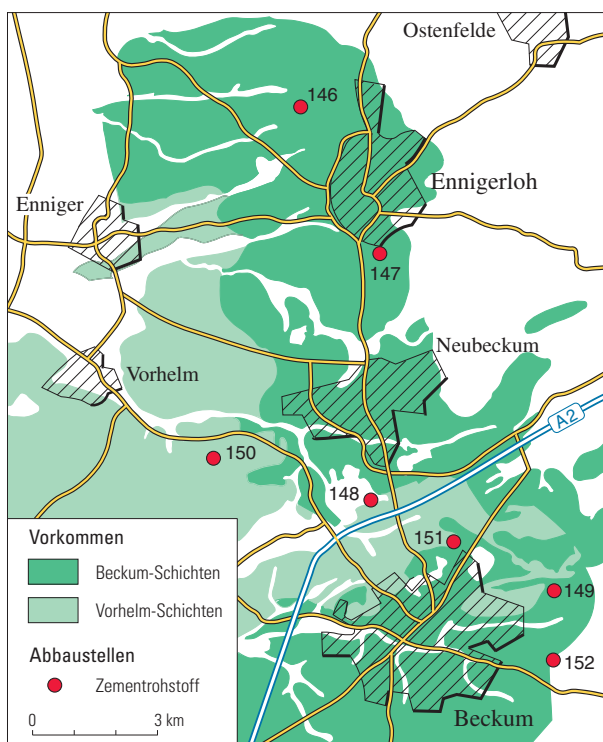 Ostenfelde
146
Ennigerloh
Enniger
147
Neubeckum
Vorhelm
A2
150
148
151
149
152
Beckum
Vorkommen
Beckum-Schichten
Vorhelm-Schichten
Abbaustellen
Zementrohstoff
0 3 km